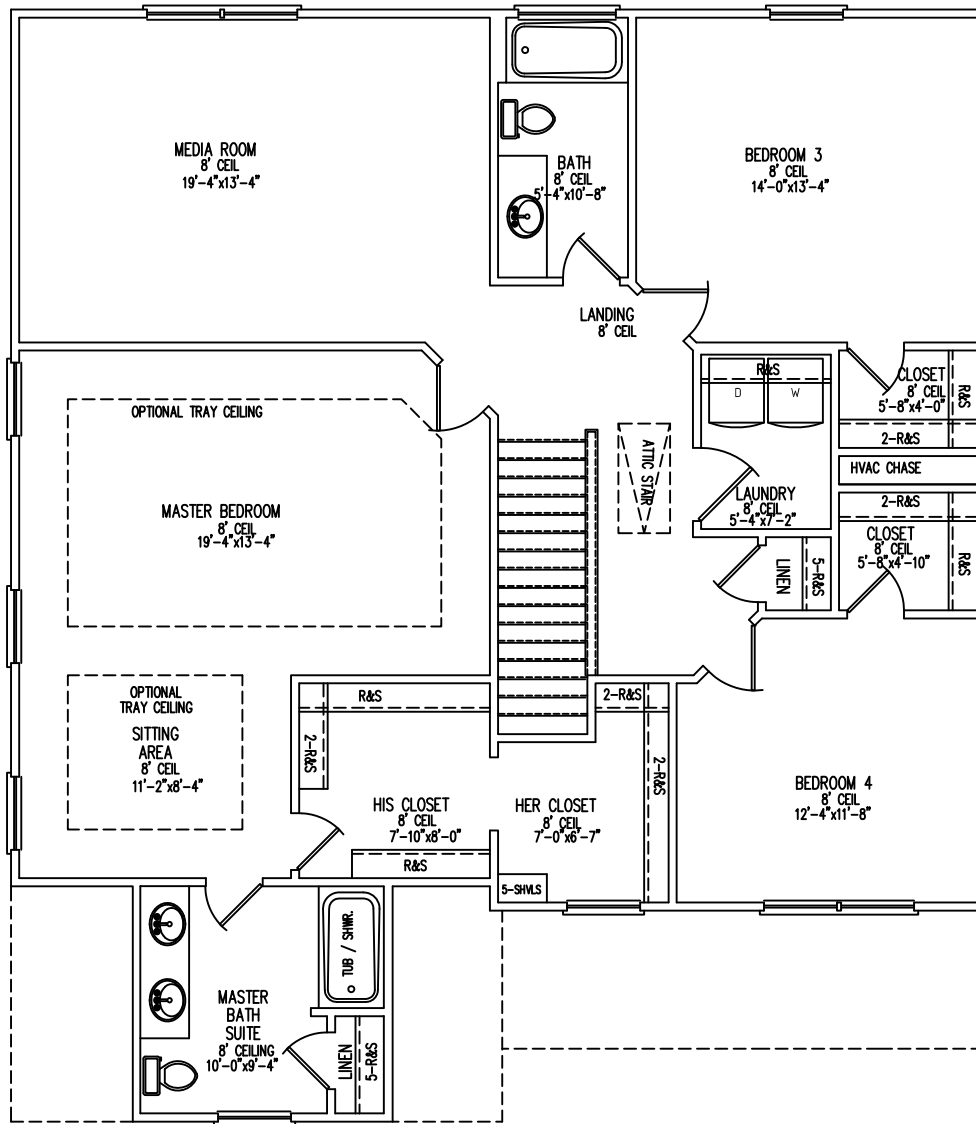 MEDIA ROOM
8' CEIL
19'-4"x13'-4"
BATH
8' CEIL
5'-4"x10'-8"
BEDROOM 3
8' CEIL
14'-0"x13'-4"
LANDING
8' CEIL
R&S
D
W
CLOSET
8' CEIL
5'-8"x4'-0"
R&S
2-R&S
OPTIONAL TRAY CEILING
ATTIC STAIR
HVAC CHASE
MASTER BEDROOM
8' CEIL
19'-4"x13'-4"
LAUNDRY
8' CEIL
5'-4"x7'-2"
2-R&S
CLOSET
8' CEIL
5'-8"x4'-10"
R&S
LINEN
5-R&S
OPTIONAL
TRAY CEILING
SITTING
AREA
8' CEIL
11'-2"x8'-4"
R&S
2-R&S
2-R&S
2-R&S
HIS CLOSET
8' CEIL
7'-10"x8'-0"
R&S
HER CLOSET
8' CEIL
7'-0"x6'-7"
5-SHVLS
BEDROOM 4
8' CEIL
12'-4"x11'-8"
TUB / SHWR.
MASTER
BATH
SUITE
8' CEILING
10'-0"x9'-4"
LINEN
5-R&S